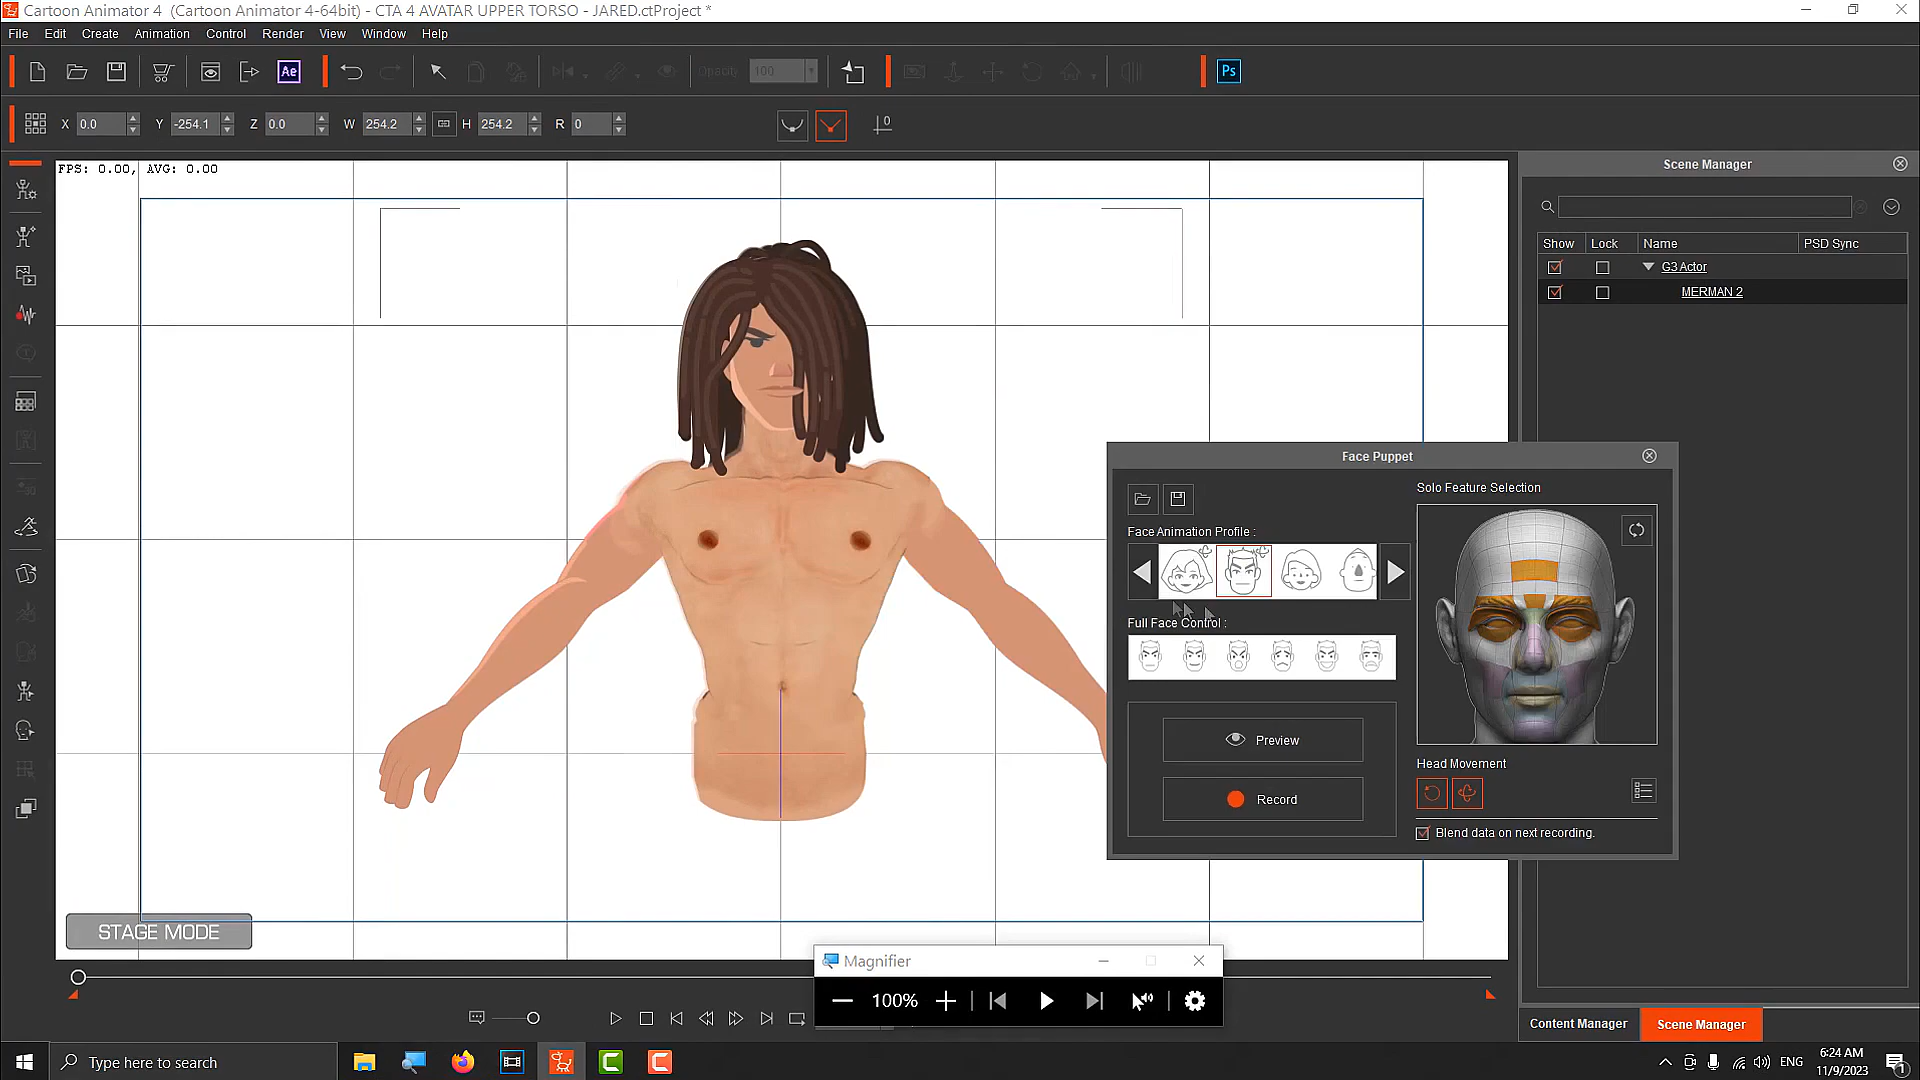 Cartoon Animator 4  (Cartoon Animator 4-64bit) - CTA 4 AVATAR UPPER TORSO - JARED.ctProject *
File Edit Create Animation Control Render View Window Help
Ae Opacity 100 Ps
X 0.0 Y -254.1 Z 0.0 W 254.2 H 254.2 R 0 0
FPS: 0.00, AVG: 0.00
Scene Manager
Show Lock Name PSD Sync
G3 Actor
MERMAN 2
Face Puppet
Solo Feature Selection
Face Animation Profile :
Full Face Control :
Preview
Head Movement
Record
Blend data on next recording.
STAGE MODE
Magnifier
100%
Content Manager Scene Manager
Type here to search
ENG
6:24 AM
11/9/2023
1